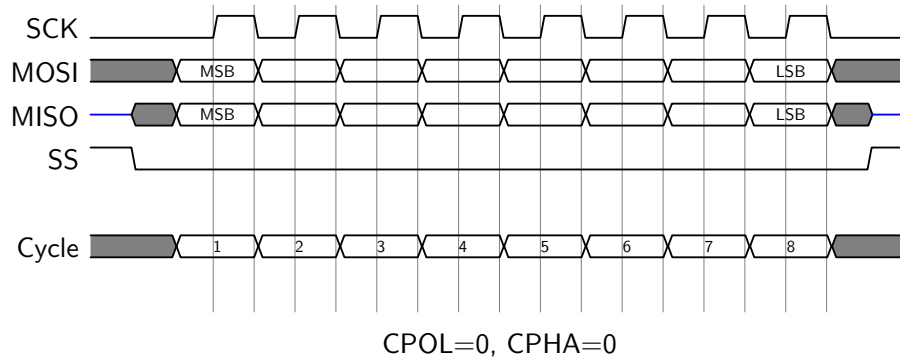 SCK
MOSI MSB LSB
MISO MSB LSB
SS
Cycle 1 2 3 4 5 6 7 8
CPOL=0, CPHA=0